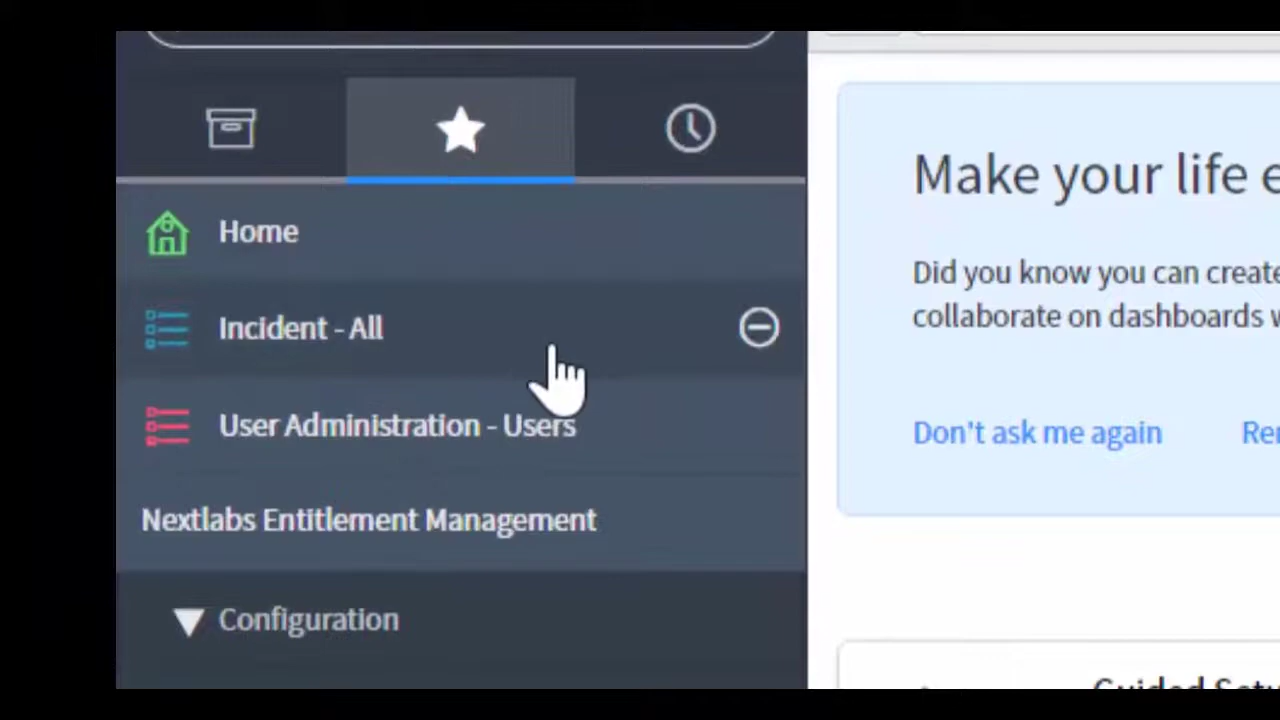 Home
Incident - All
User Administration - Users
Nextlabs Entitlement Management
Configuration
Make your life
Did you know you can create
collaborate on dashboards
Don't ask me again
Guided